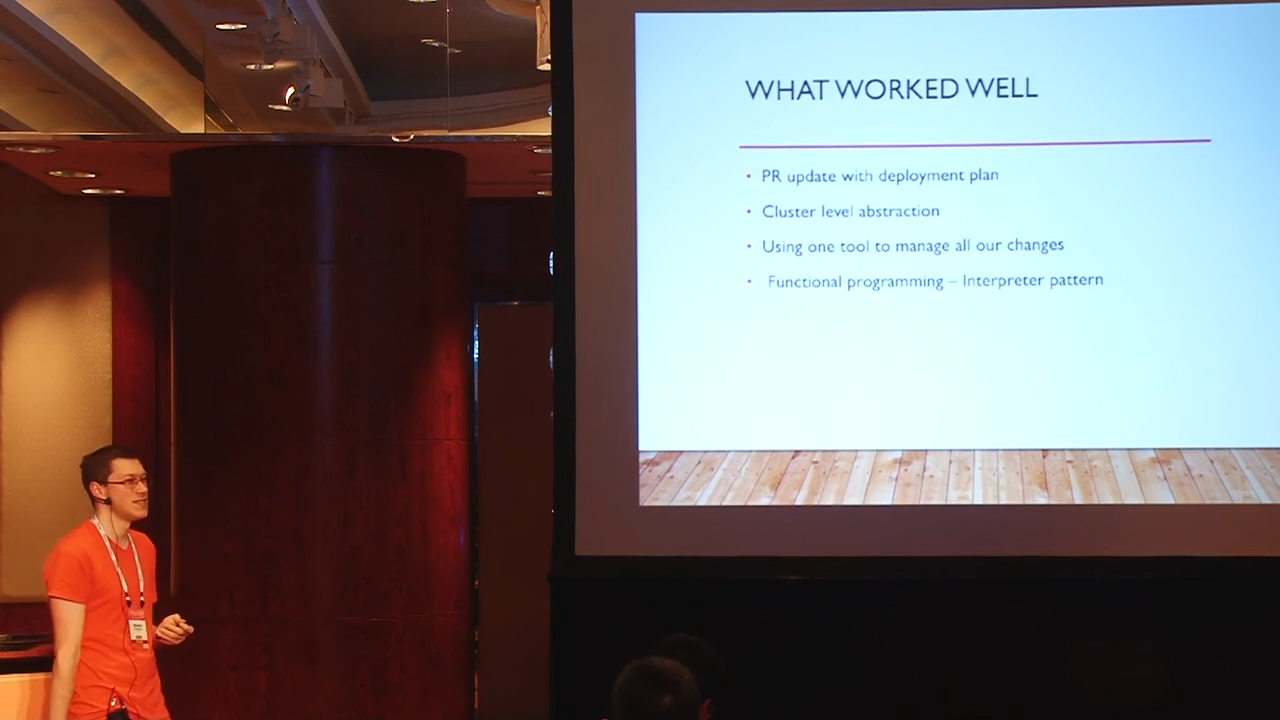 WHAT WORKED WELL
• PR update with deployment plan
• Cluster level abstraction
• Using one tool to manage all our changes
• Functional programming – Interpreter pattern